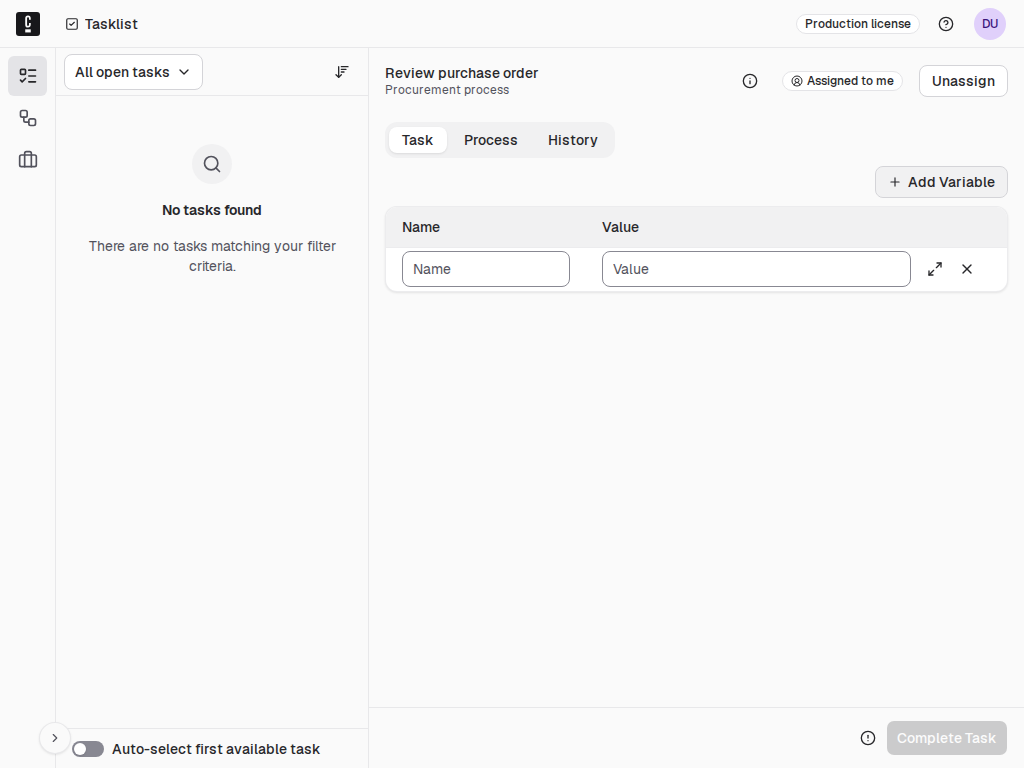 Tasklist
Production license
DU
All open tasks
No tasks found
There are no tasks matching your filter
criteria.
Auto-select first available task
Review purchase order
Procurement process
Assigned to me
Unassign
Task
Process
History
Add Variable
Name
Value
Name
Value
Complete Task